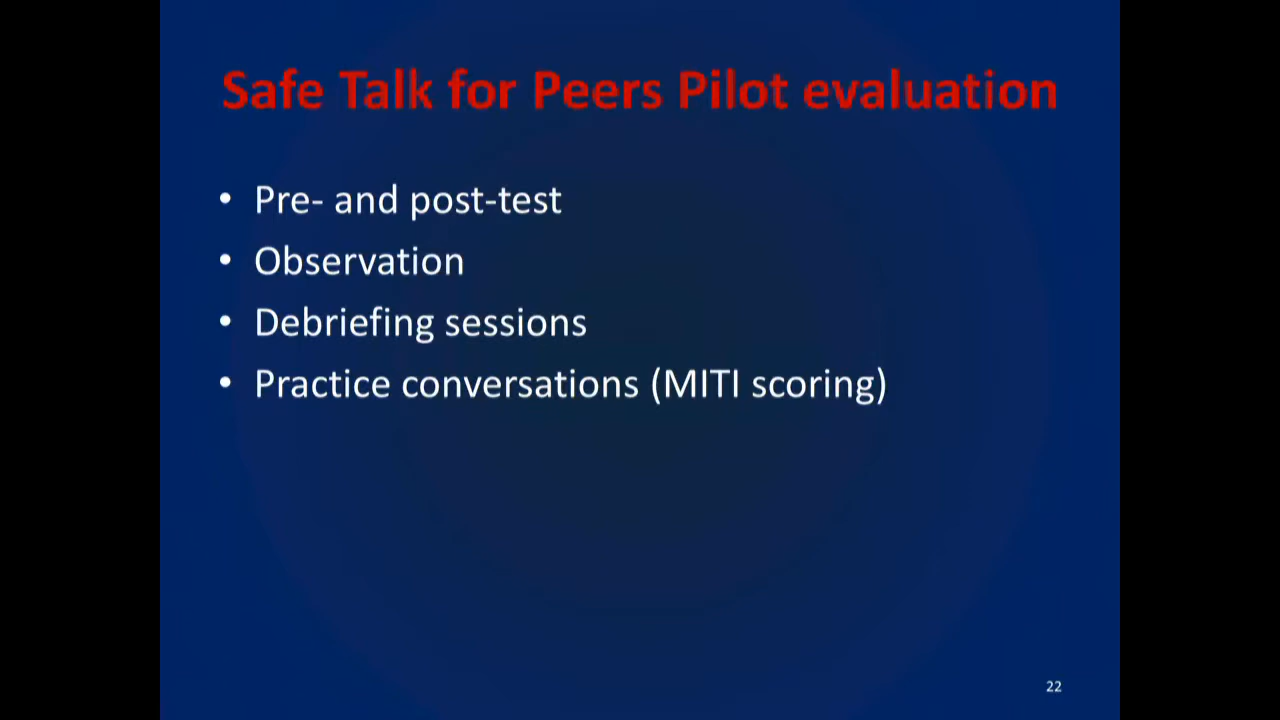 Safe Talk for Peers Pilot evaluation
• Pre- and post-test
• Observation
• Debriefing sessions
• Practice conversations (MITI scoring)
22